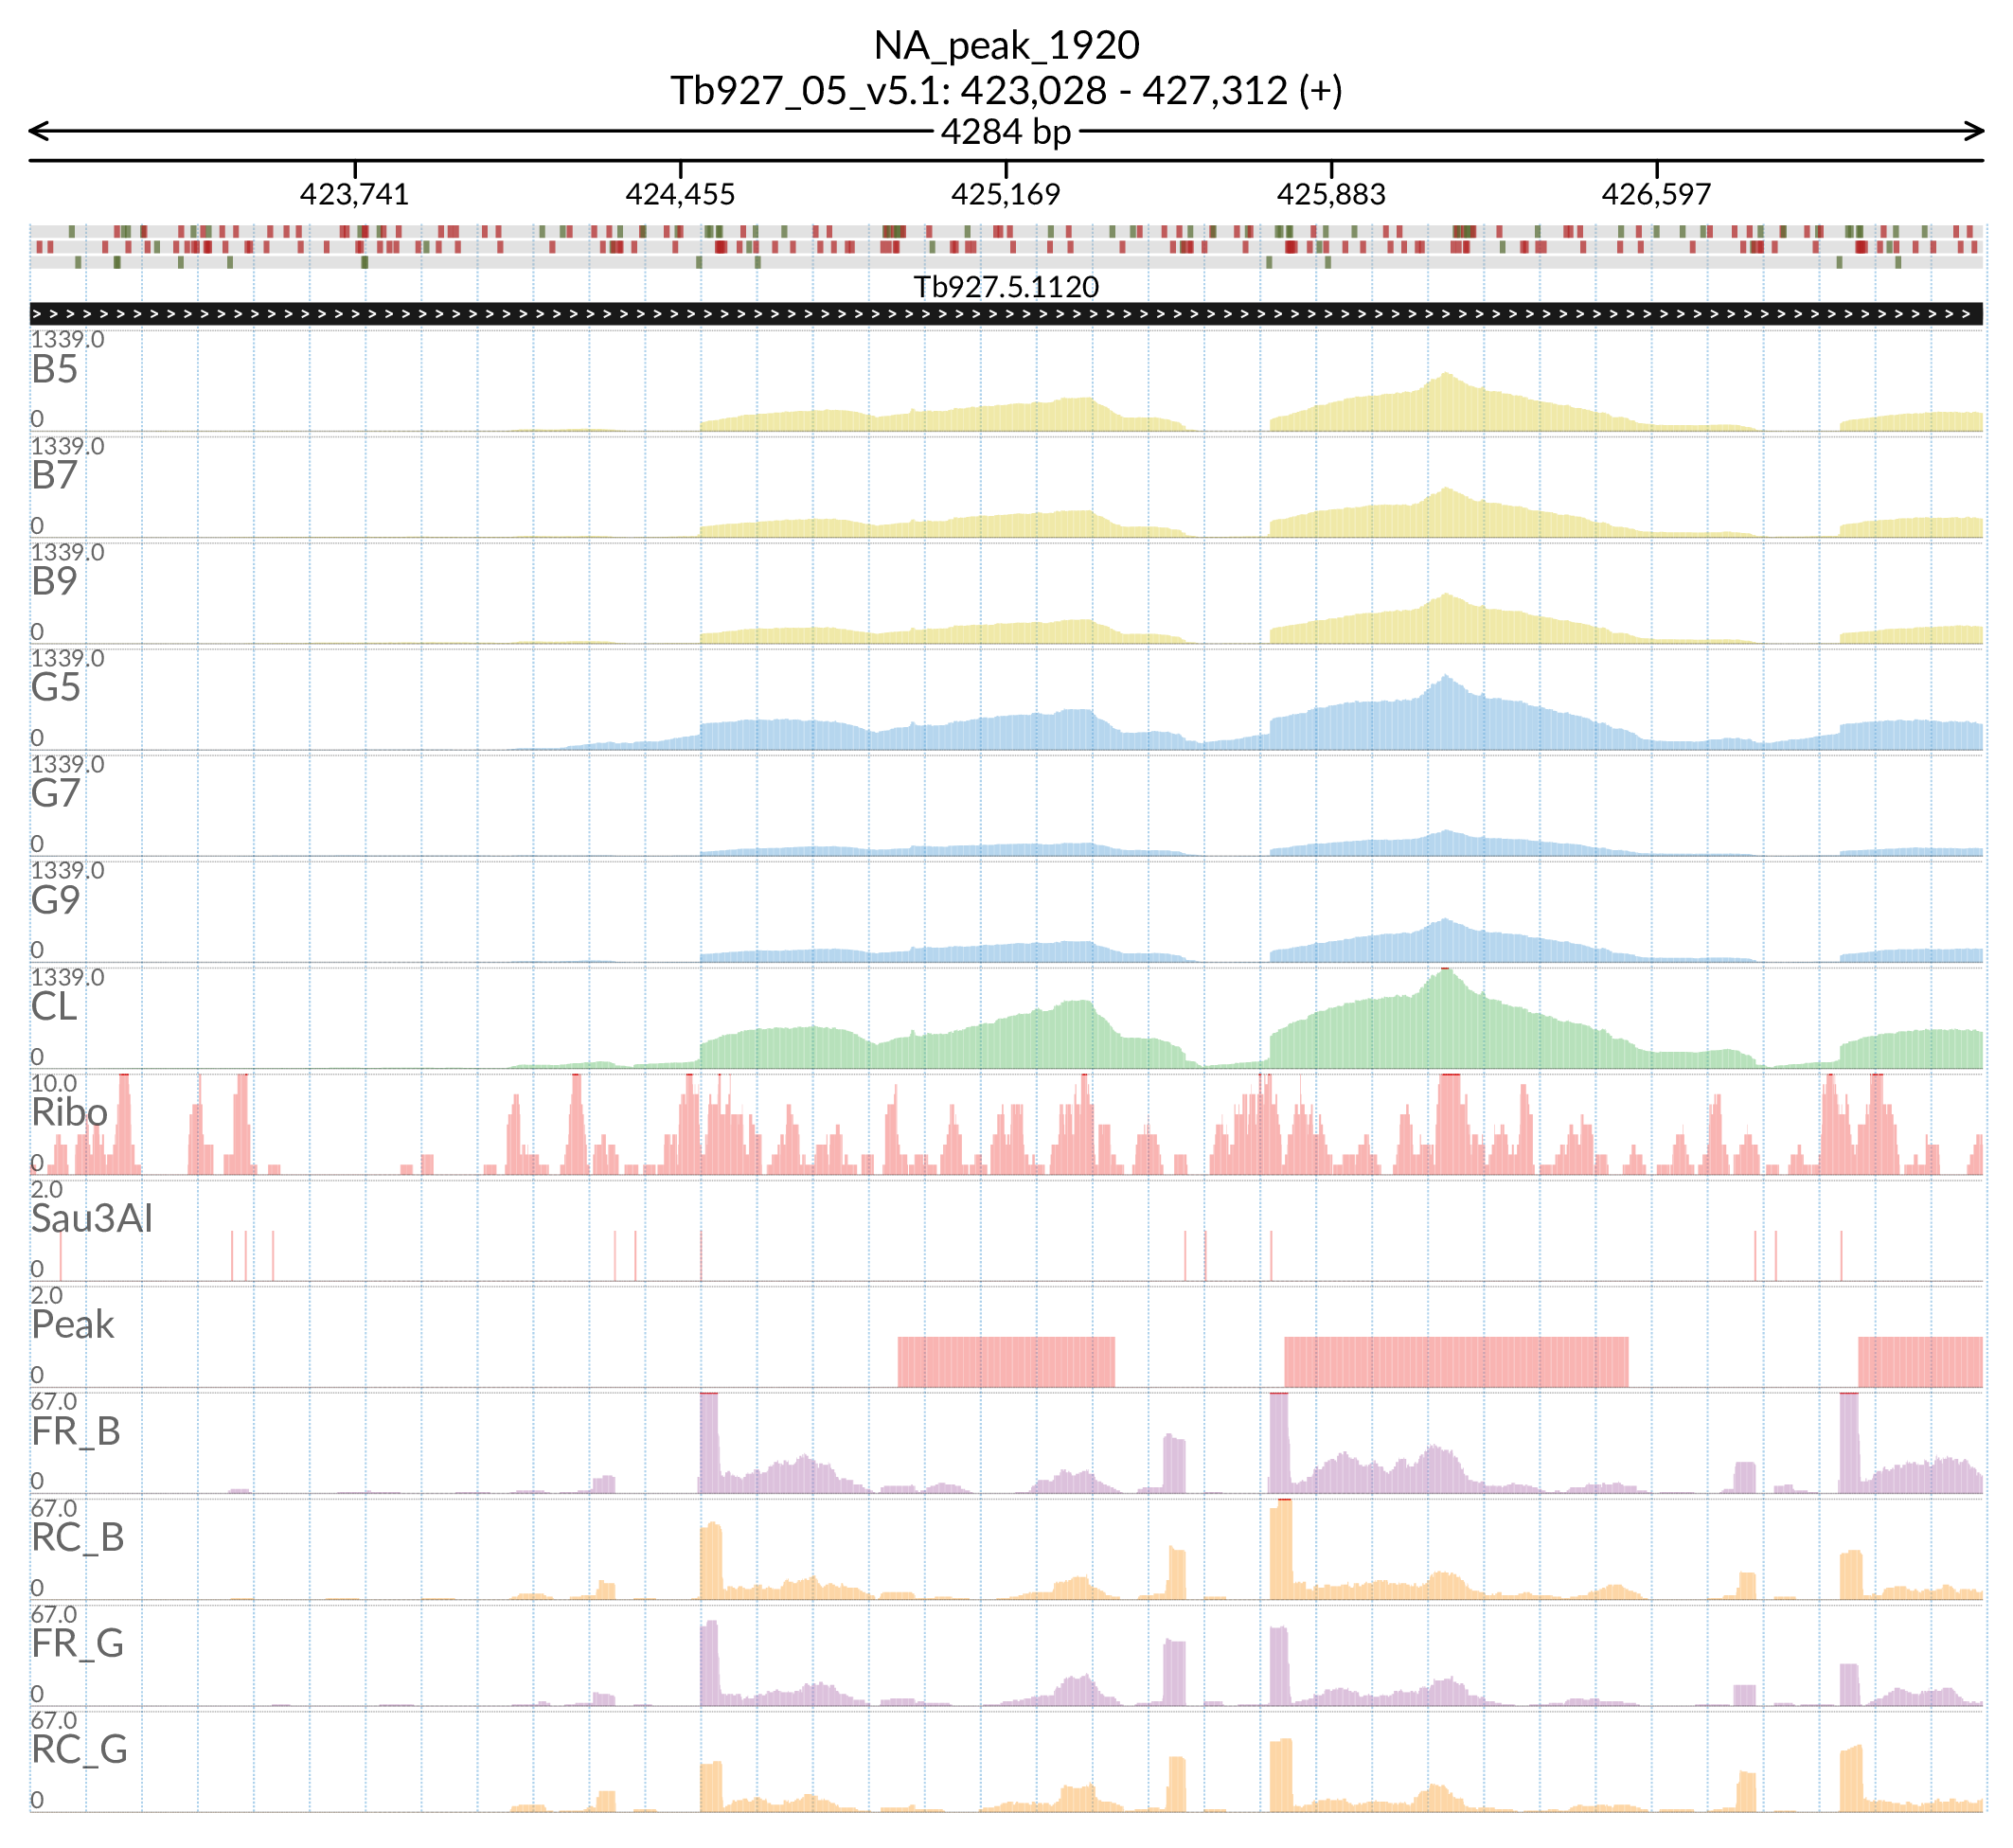 NA_peak_1920
Tb927_05_v5.1: 423,028 - 427,312 (+)
4284 bp
423,741 424,455 425,169 425,883 426,597
Tb927.5.1120
1339.0
B5
0
1339.0
B7
0
1339.0
B9
0
1339.0
G5
0
1339.0
G7
0
1339.0
G9
0
1339.0
CL
0
10.0
Ribo
0
2.0
Sau3AI
0
2.0
Peak
0
67.0
FR_B
0
67.0
RC_B
0
67.0
FR_G
0
67.0
RC_G
0